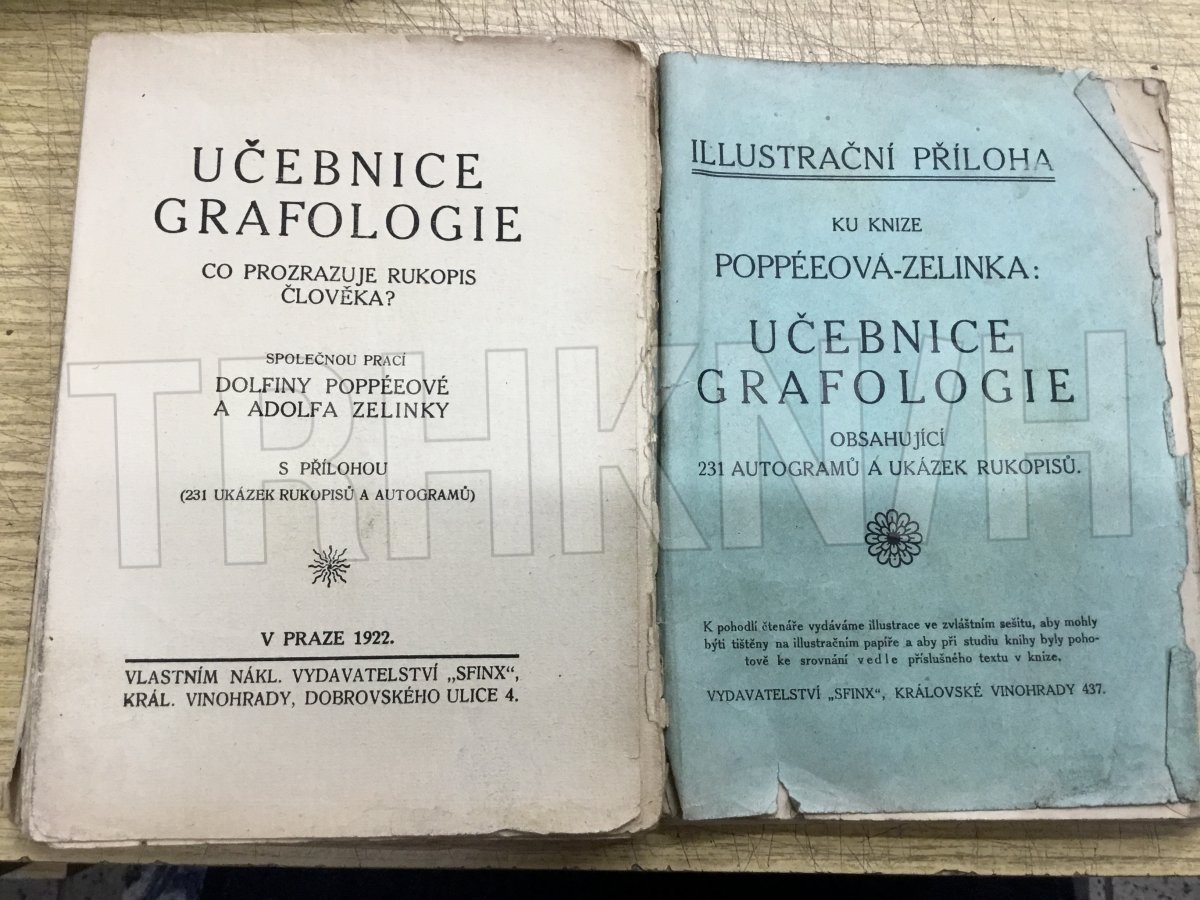 UČEBNICE
GRAFOLOGIE
CO PROZRAZUJE RUKOPIS
ČLOVĚKA?
SPOLEČNOU PRACÍ
DOLFINY POPPÉEOVÉ
A ADOLFA ZELINKY
S PŘÍLOHOU
(231 UKÁZEK RUKOPISŮ A AUTOGRAMŮ)
V PRAZE 1922.
VLASTNÍM NÁKL. VYDAVATELSTVÍ „SFINX“,
KRÁL. VINOHRADY, DOBROVSKÉHO ULICE 4.
ILLUSTRAČNÍ PŘÍLOHA
KU KNIZE
POPPÉEOVÁ-ZELINKA:
UČEBNICE
GRAFOLOGIE
OBSAHUJÍCÍ
231 AUTOGRAMŮ A UKÁZEK RUKOPISŮ.
K pohodlí čtenáře vydáváme illustrace ve zvláštním sešitu, aby mohly
býti tištěny na illustračním papíře a aby při studiu knihy byly poho-
tově ke srovnání vedle příslušného textu v knize.
VYDAVATELSTVÍ „SFINX“, KRÁLOVSKÉ VINOHRADY 437.
TRHKNIH